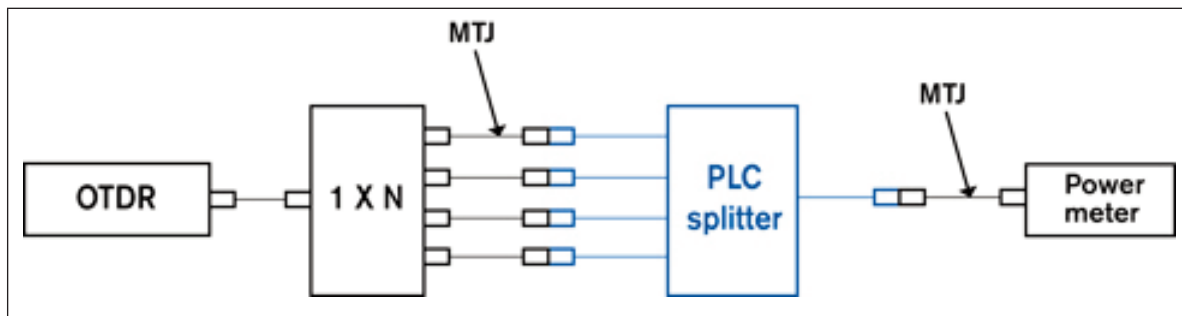 MTJ
MTJ
OTDR
1 X N
PLC
splitter
Power
meter